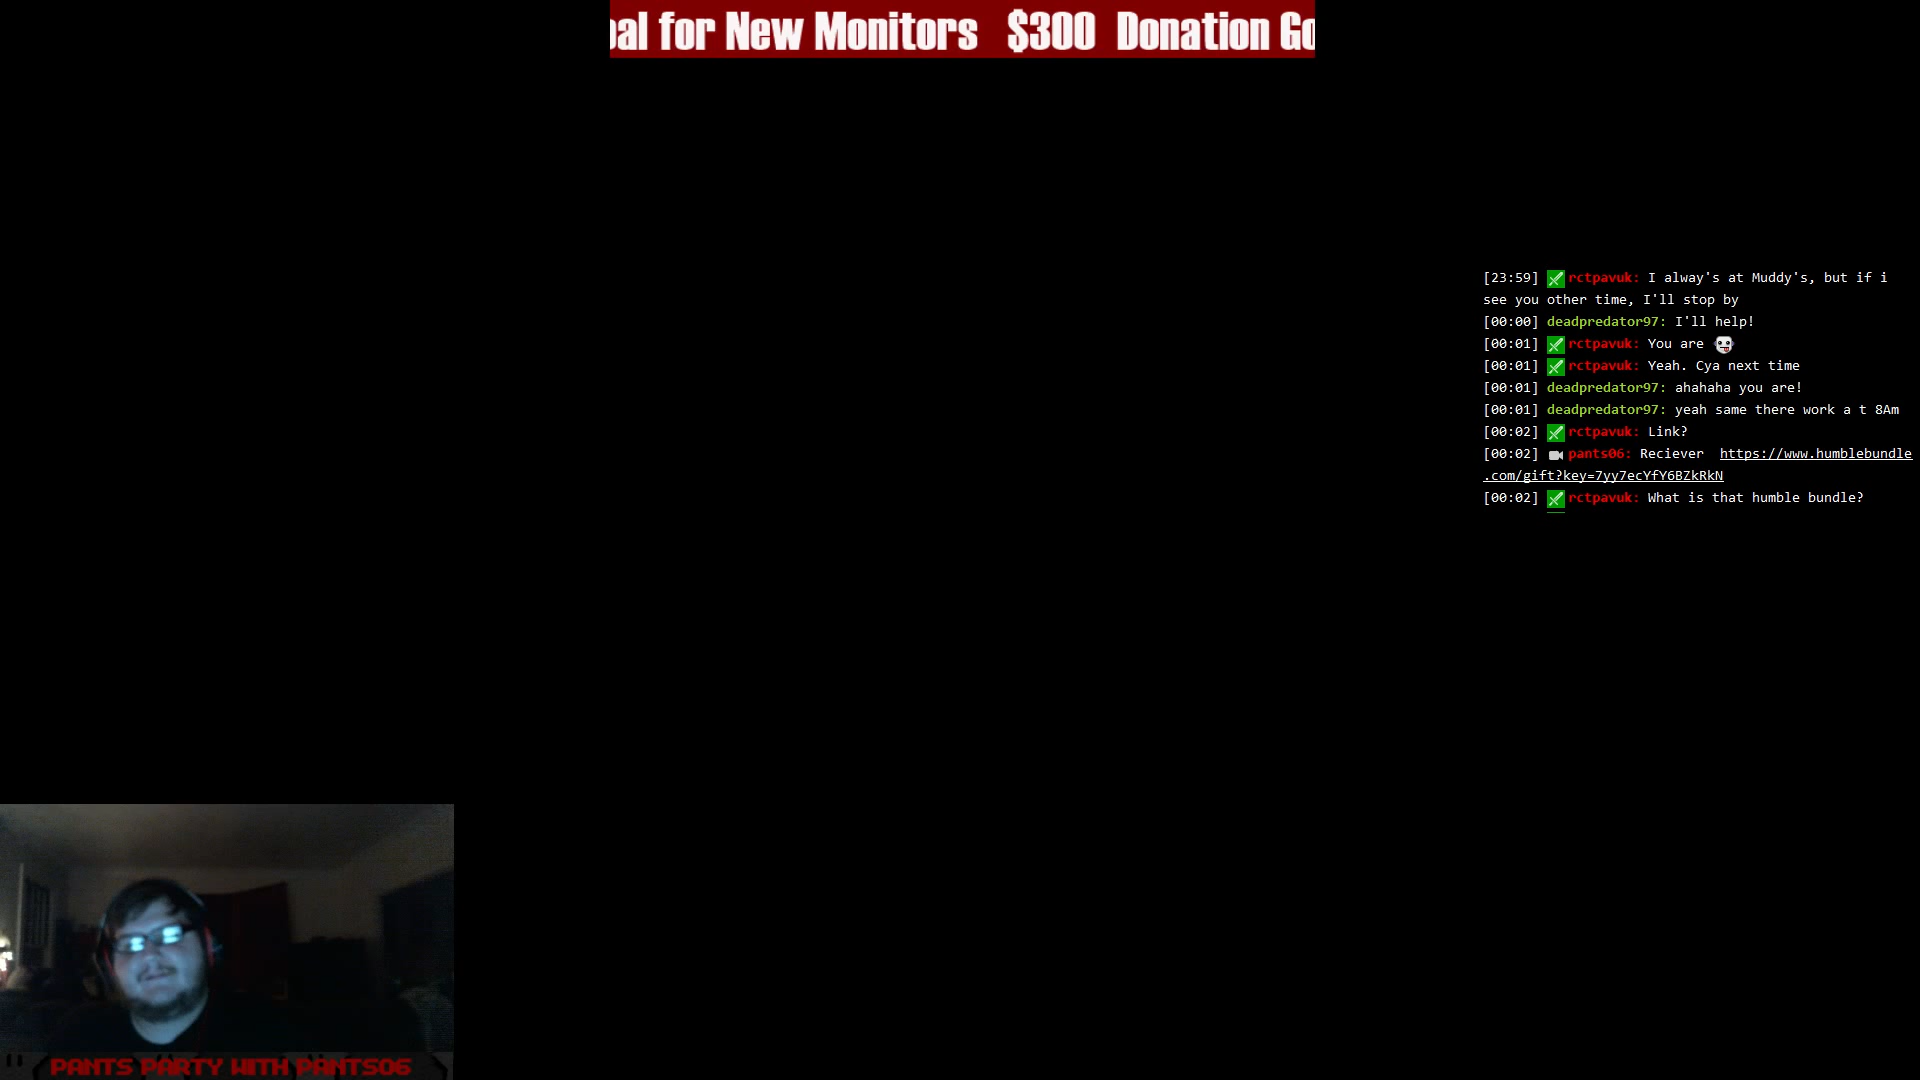 oal for New Monitors $300 Donation Go
[23:59] rctpavuk: I alway's at Muddy's, but if i
see you other time, I'll stop by
[00:00] deadpredator97: I'll help!
[00:01] rctpavuk: You are
[00:01] rctpavuk: Yeah. Cya next time
[00:01] deadpredator97: ahahaha you are!
[00:01] deadpredator97: yeah same there work a t 8Am
[00:02] rctpavuk: Link?
[00:02] pants06: Reciever https://www.humblebundle
.com/gift?key=7yy7ecYfY6BZkRkN
[00:02] rctpavuk: What is that humble bundle?
PANTS PARTY WITH PANTS06